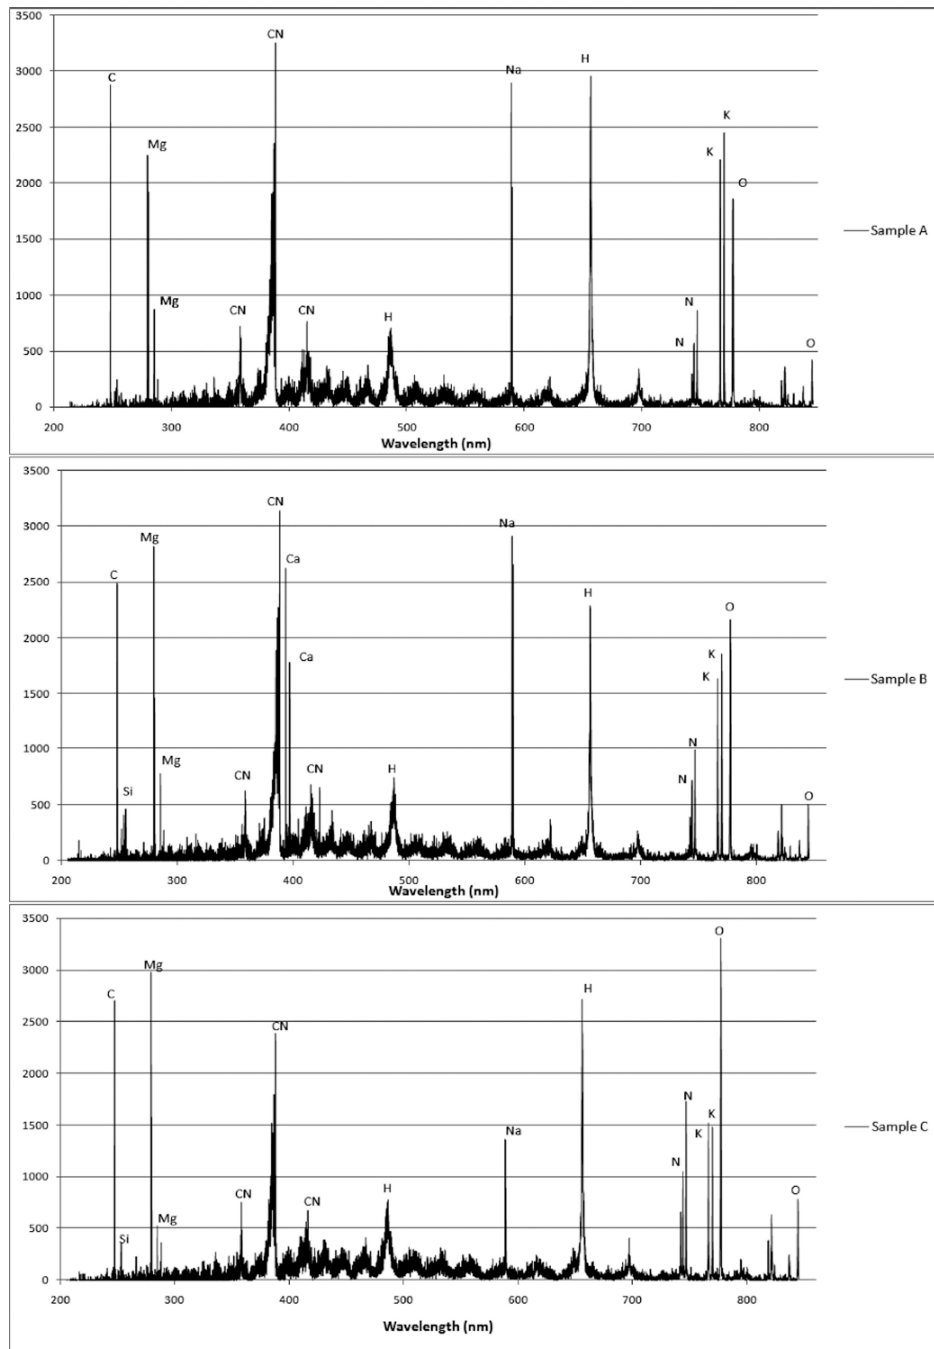 3500
CN
H
Na
3000
C
K
2500
Mg
K
2000
O
1500
1000
Mg
CN
CN
N
H
N
500
O
0
200 300 400 500 600 700 800
Wavelength (nm)
Sample A
3500
CN
3000
Na
Mg
Ca
2500
C
H
O
2000
Ca
K
K
1500
1000
Mg
CN
CN
H
N
N
Si
500
O
0
200 300 400 500 600 700 800
Wavelength (nm)
Sample B
3500
O
3000
Mg
C
H
2500
CN
2000
N
1500
K
Na
K
1000
N
CN
CN
H
O
Mg
500
Si
0
200 300 400 500 600 700 800
Wavelength (nm)
Sample C